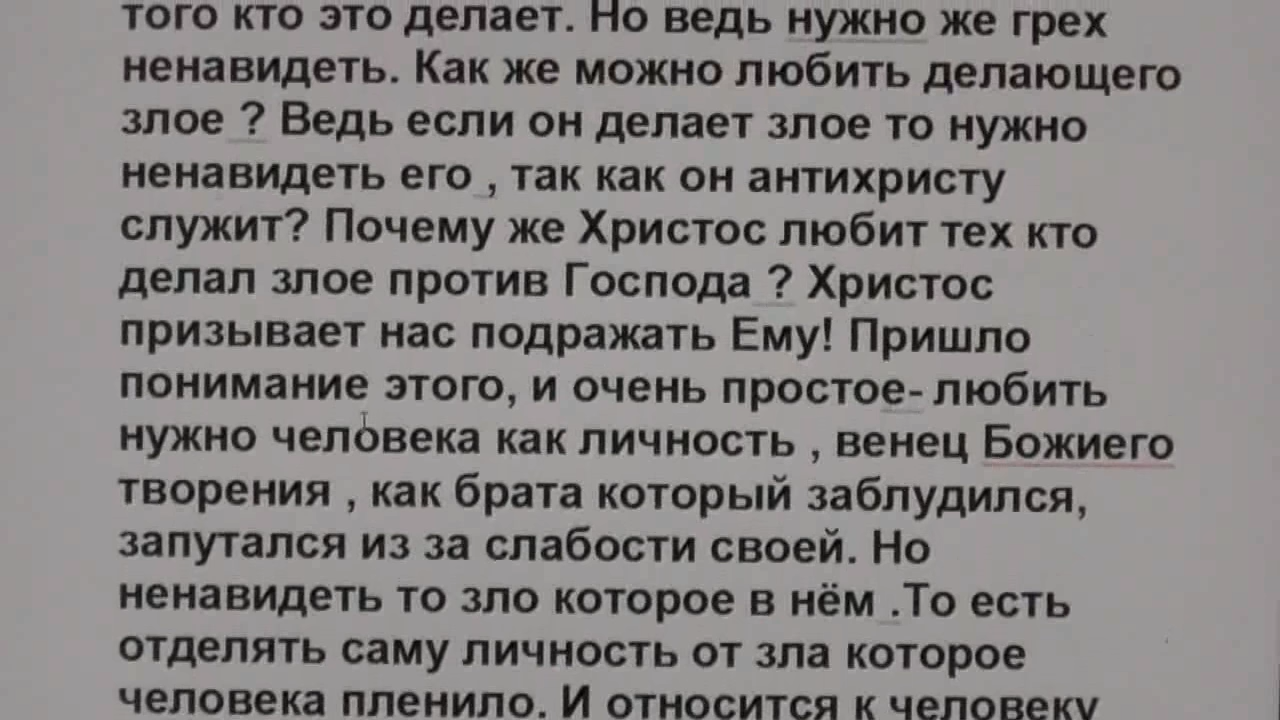 того кто это делает. Но ведь нужно же грех
ненавидеть. Как же можно любить делающего
злое ? Ведь если он делает злое то нужно
ненавидеть его , так как он антихристу
служит? Почему же Христос любит тех кто
делал злое против Господа ? Христос
призывает нас подражать Ему! Пришло
понимание этого, и очень простое- любить
нужно человека как личность , венец Божиего
творения , как брата который заблудился,
запутался из за слабости своей. Но
ненавидеть то зло которое в нём .То есть
отделять саму личность от зла которое
человека пленило. И относится к человеку